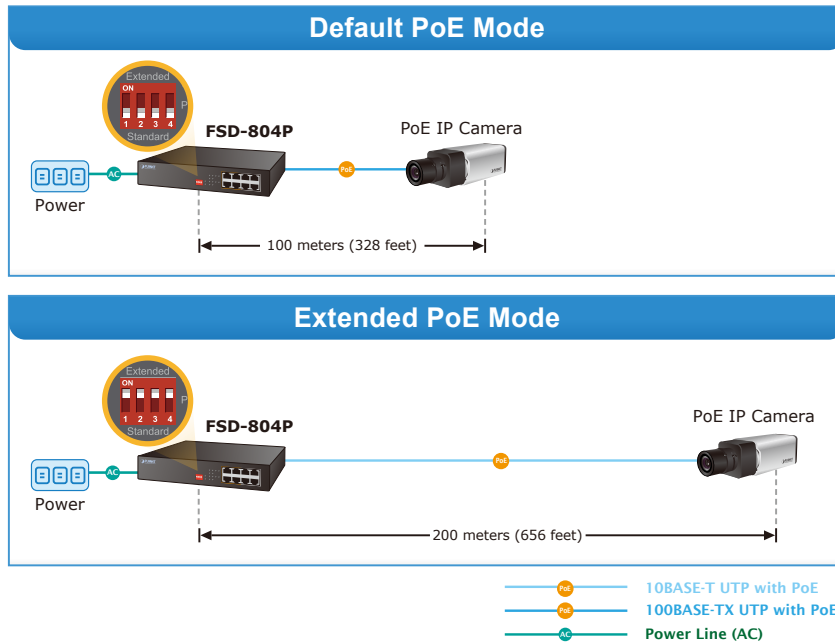 Default PoE Mode
Extended
ON
P
1 2 3 4
Standard
FSD-804P
PoE IP Camera
AC
PoE
Power
100 meters (328 feet)
Extended PoE Mode
Extended
ON
P
1 2 3 4
Standard
FSD-804P
PoE IP Camera
AC
PoE
Power
200 meters (656 feet)
PoE 10BASE-T UTP with PoE
PoE 100BASE-TX UTP with PoE
AC Power Line (AC)